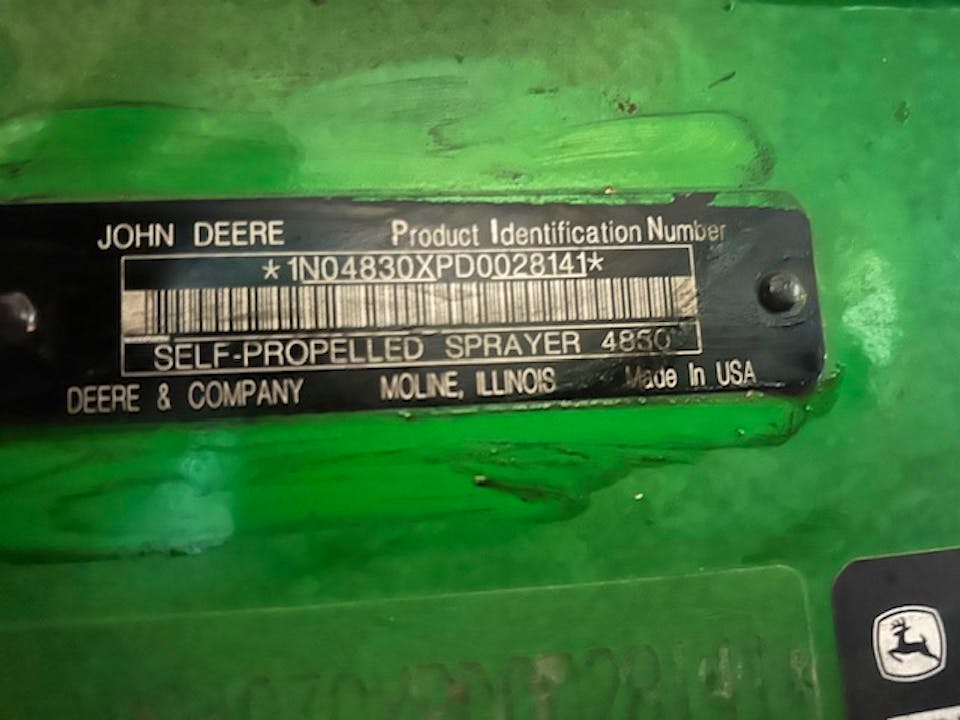 JOHN DEERE Product Identification Number
*1N04830XPD0028141*
SELF-PROPELLED SPRAYER 4830
DEERE & COMPANY MOLINE, ILLINOIS Made In USA